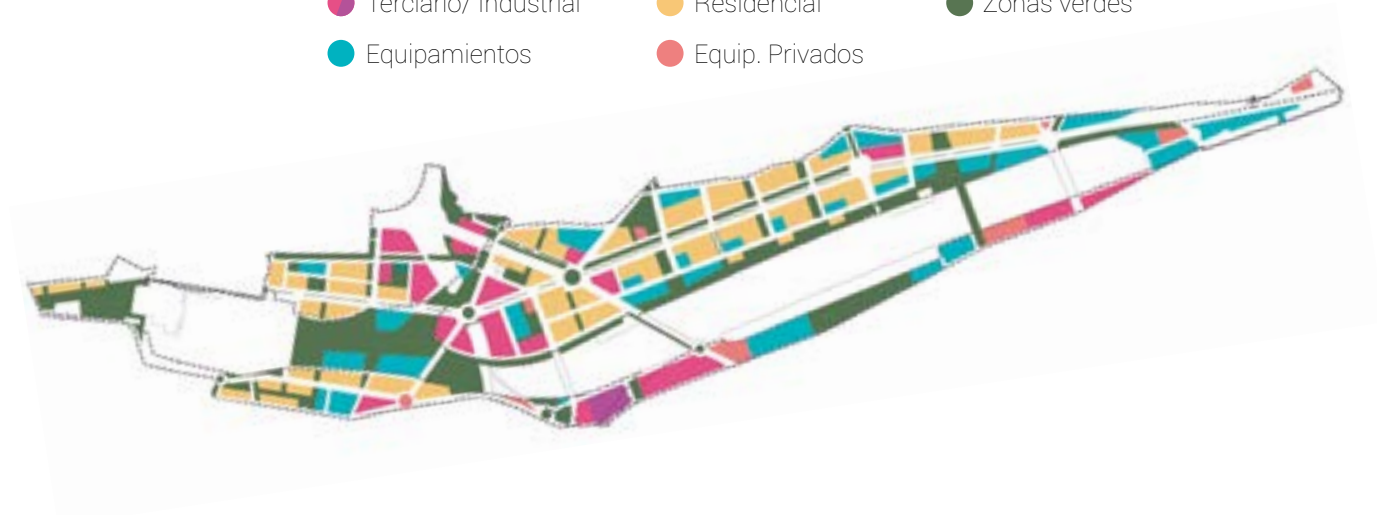 Terciario/ Industrial Residencial Zonas verdes
Equipamientos Equip. Privados